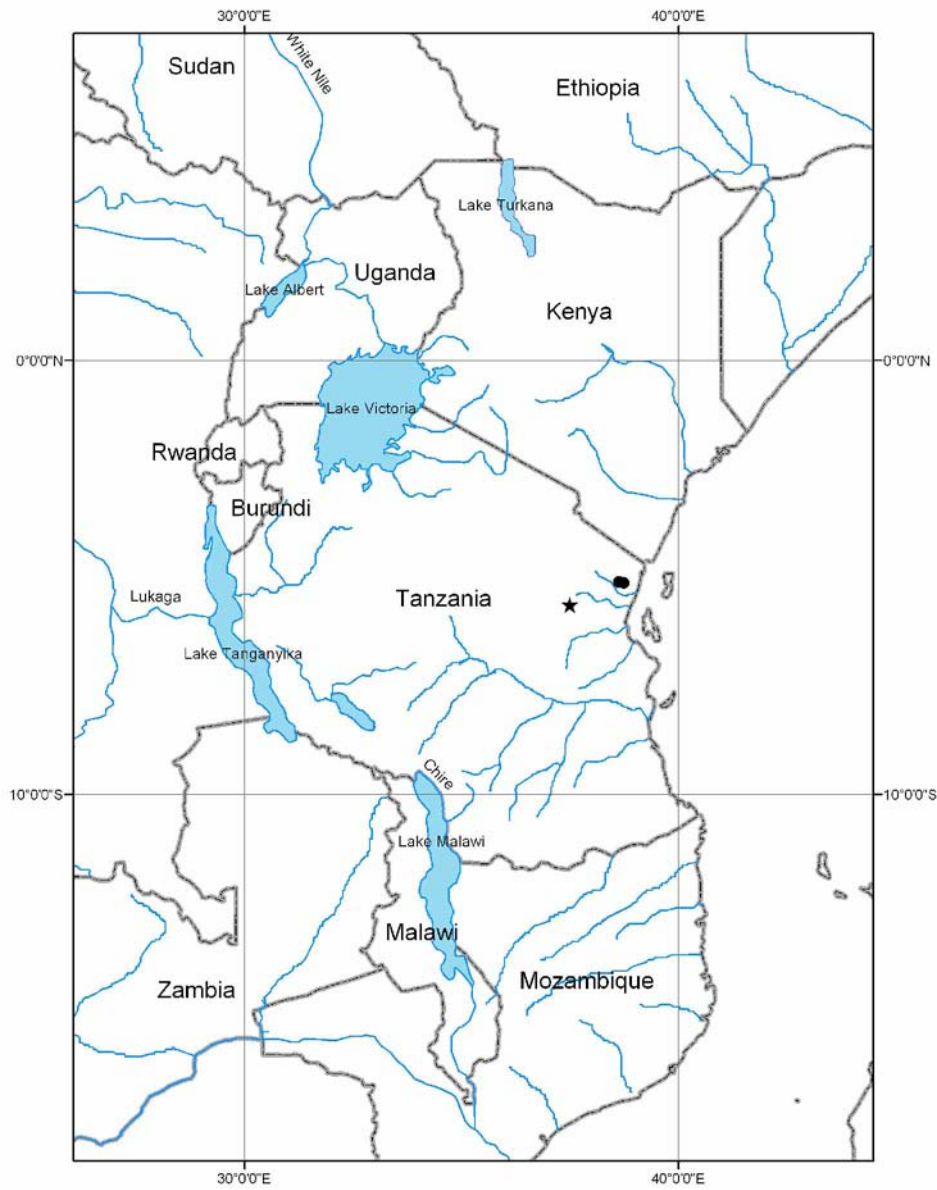 30°0'0"E 40°0'0"E
Sudan
White Nile
Ethiopia
Lake Turkana
Uganda
Lake Albert
Kenya
0°0'0"N 0°0'0"N
Lake Victoria
Rwanda
Burundi
Lukaga
Tanzania
Lake Tanganyika
Chire
10°0'0"S 10°0'0"S
Lake Malawi
Malawi
Zambia
Mozambique
30°0'0"E 40°0'0"E